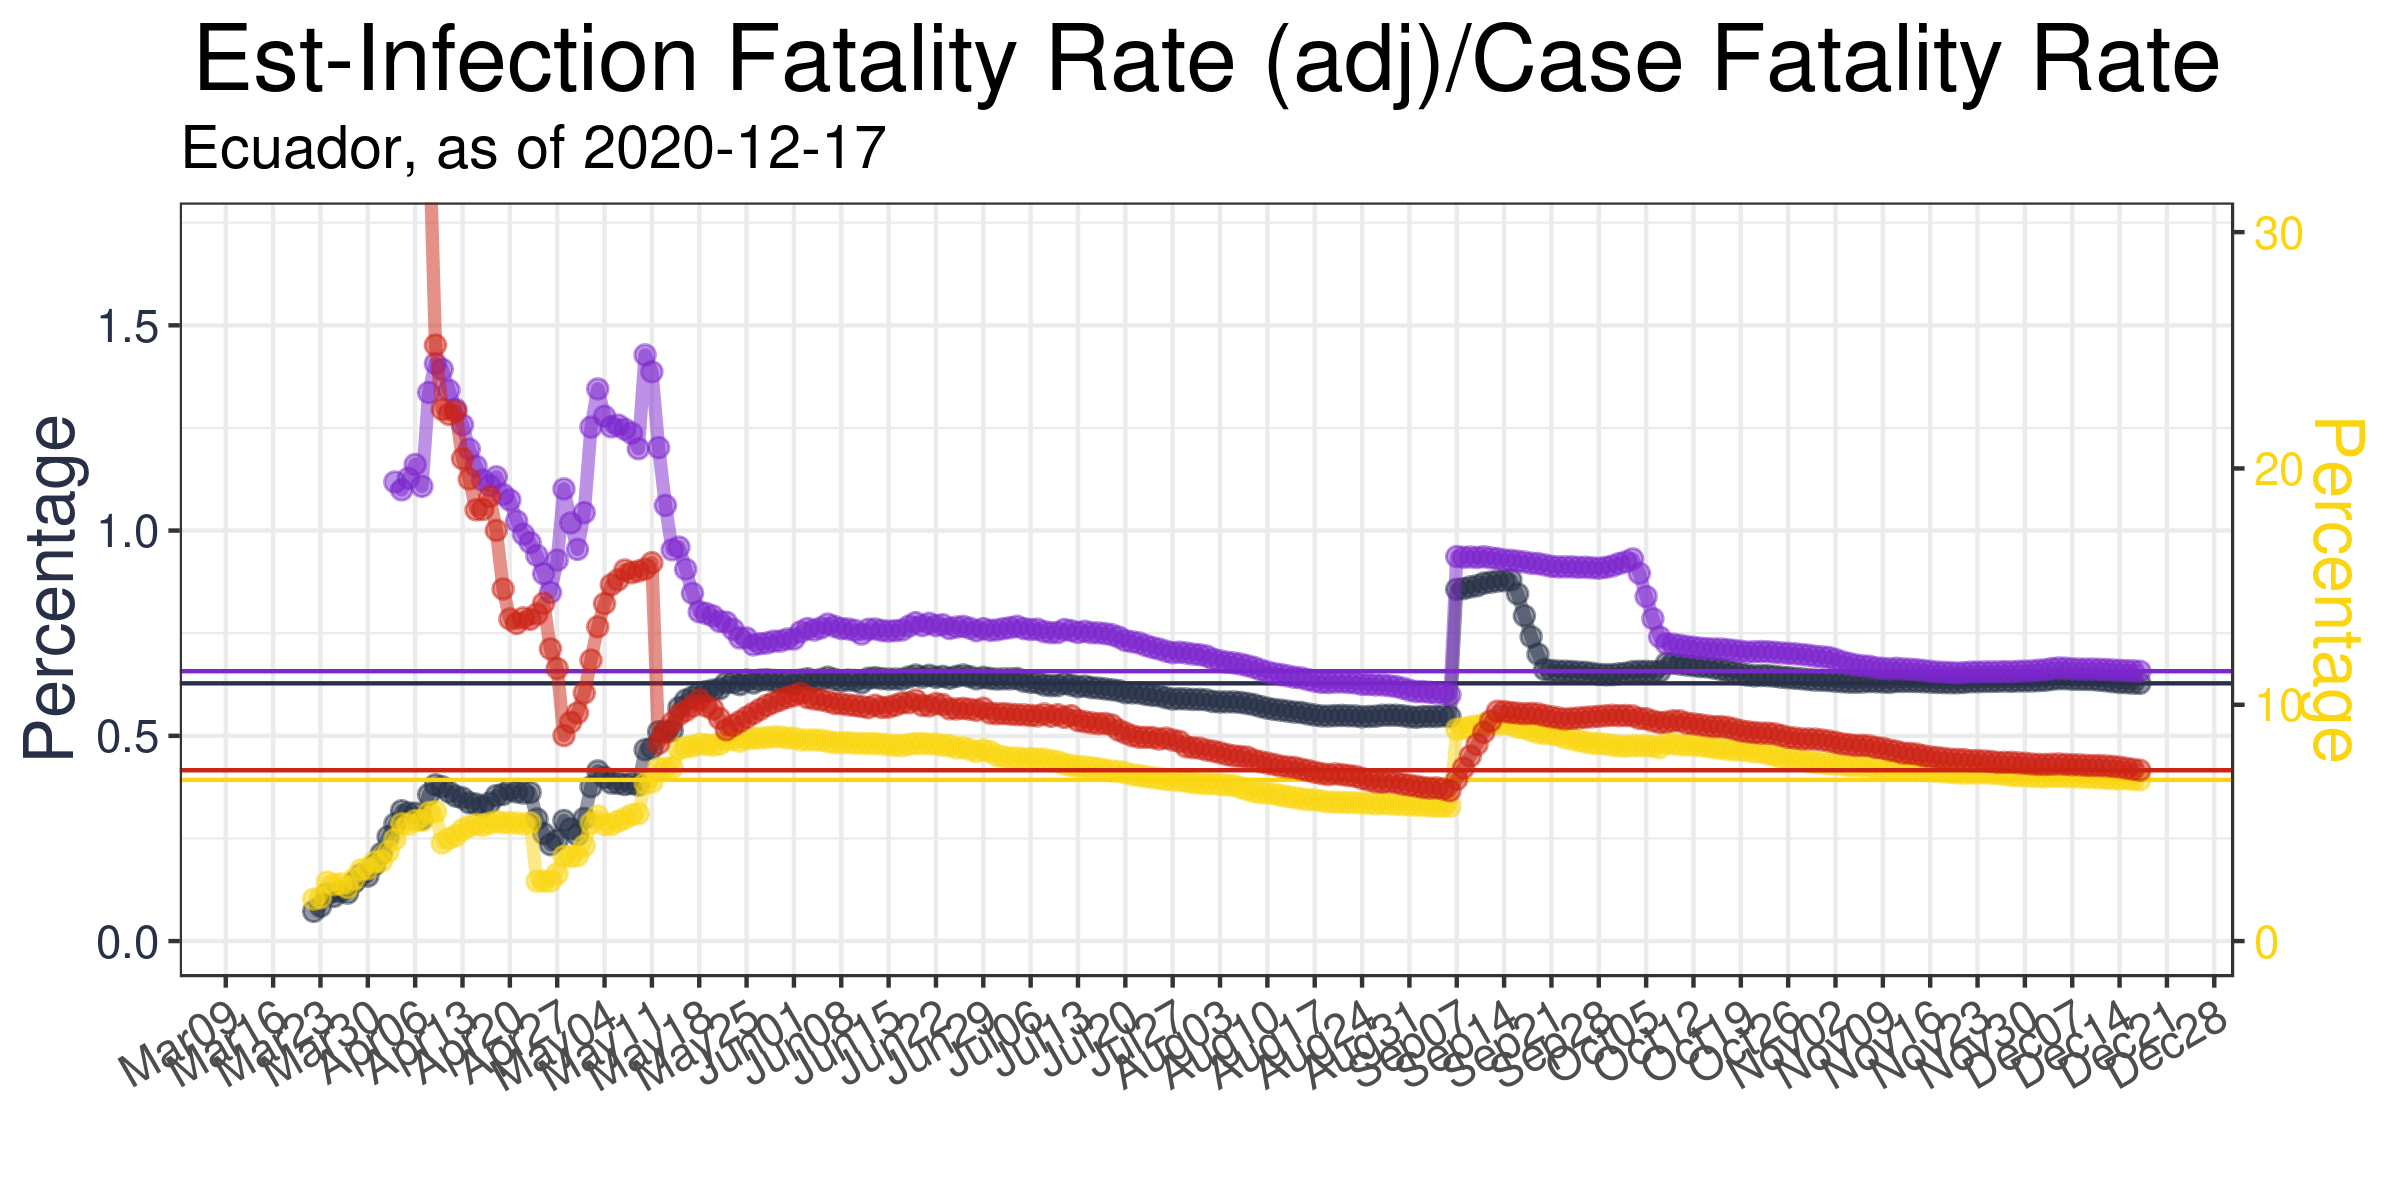 Est-Infection Fatality Rate (adj)/Case Fatality Rate
Ecuador, as of 2020-12-17
Percentage
1.5
1.0
0.5
0.0
30
20
10
0
Percentage
Mar09
Mar16
Mar23
Mar30
Apr06
Apr13
Apr20
Apr27
May04
May11
May18
May25
Jun01
Jun08
Jun15
Jun22
Jun29
Jul06
Jul13
Jul20
Jul27
Aug03
Aug10
Aug17
Aug24
Aug31
Sep07
Sep14
Sep21
Sep28
Oct05
Oct12
Oct19
Oct26
Nov02
Nov09
Nov16
Nov23
Nov30
Dec07
Dec14
Dec21
Dec28